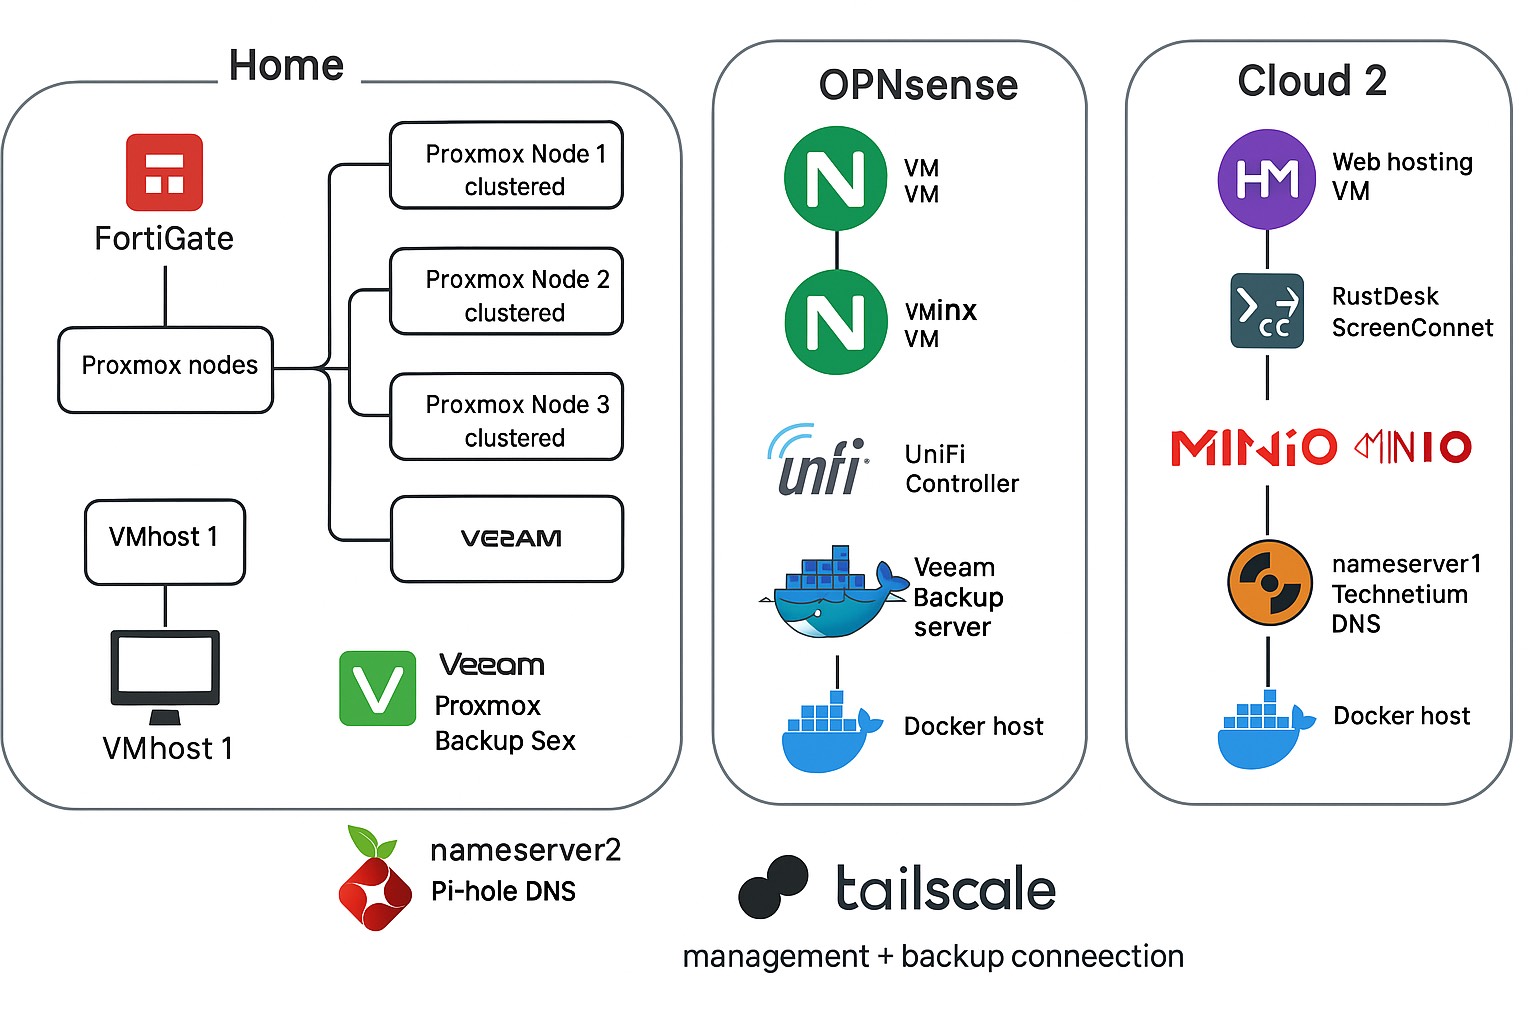 Home
FortiGate
Proxmox nodes
Proxmox Node 1
clustered
Proxmox Node 2
clustered
Proxmox Node 3
clustered
VEƧAM
VMhost 1
VMhost 1
V
Veeam
Proxmox
Backup Sex
nameserver2
Pi-hole DNS
OPNsense
N
VM
VM
N
VMinx
VM
unfi
UniFi
Controller
Veeam
Backup
server
Docker host
Cloud 2
HM
Web hosting
VM
cc
RustDesk
ScreenConnet
MINiO
MINIO
nameserver1
Technetium
DNS
Docker host
tailscale
management + backup conneection